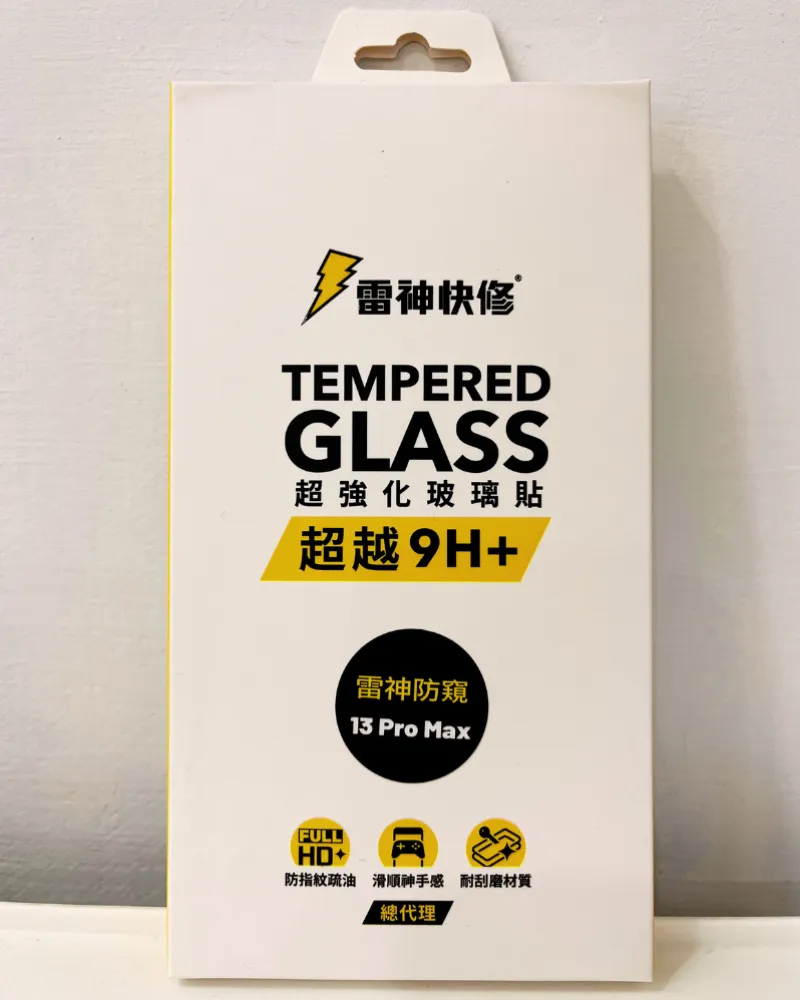 雷神快修®
TEMPERED
GLASS
超強化玻璃貼
超越9H+
雷神防窺
13 Pro Max
FULL
HD+
防指紋疏油 滑順神手感 耐刮磨材質
總代理